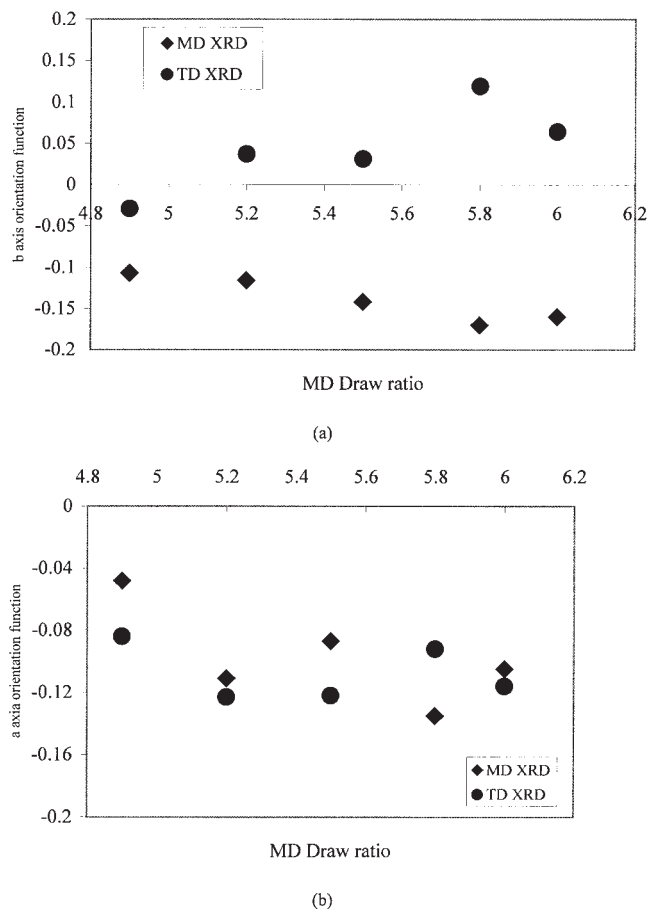 0.2
0.15
0.1
0.05
0
-0.05
-0.1
-0.15
-0.2
b axis orientation function
MD XRD
TD XRD
4.8 5 5.2 5.4 5.6 5.8 6 6.2
MD Draw ratio
(a)
4.8 5 5.2 5.4 5.6 5.8 6 6.2
0
-0.04
-0.08
-0.12
-0.16
-0.2
a axia orientation function
MD XRD
TD XRD
MD Draw ratio
(b)